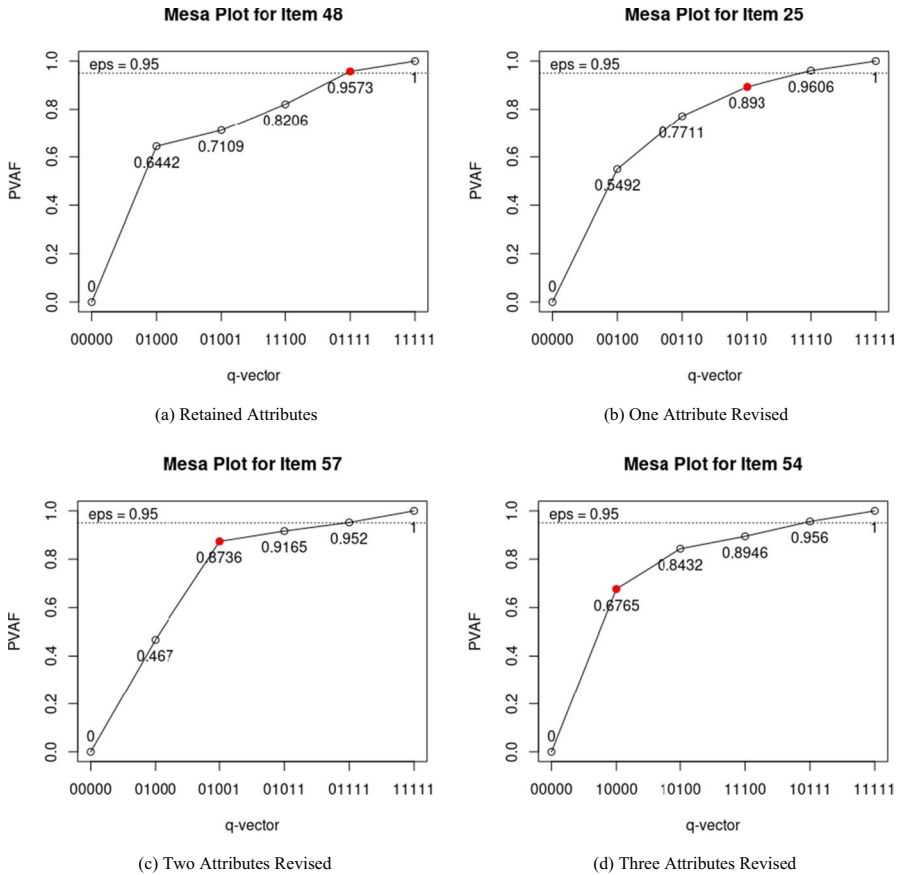 Mesa Plot for Item 48
eps = 0.95
PVAF
0.0 0.2 0.4 0.6 0.8 1.0
0
0.6442
0.7109
0.8206
0.9573
1
00000 01000 01001 11100 01111 11111
q-vector
(a) Retained Attributes
Mesa Plot for Item 25
eps = 0.95
PVAF
0.0 0.2 0.4 0.6 0.8 1.0
0
0.5492
0.7711
0.893
0.9606
1
00000 00100 00110 10110 11110 11111
q-vector
(b) One Attribute Revised
Mesa Plot for Item 57
eps = 0.95
PVAF
0.0 0.2 0.4 0.6 0.8 1.0
0
0.467
0.8736
0.9165
0.952
1
00000 01000 01001 01011 01111 11111
q-vector
(c) Two Attributes Revised
Mesa Plot for Item 54
eps = 0.95
PVAF
0.0 0.2 0.4 0.6 0.8 1.0
0
0.6765
0.8432
0.8946
0.956
1
00000 10000 10100 11100 10111 11111
q-vector
(d) Three Attributes Revised